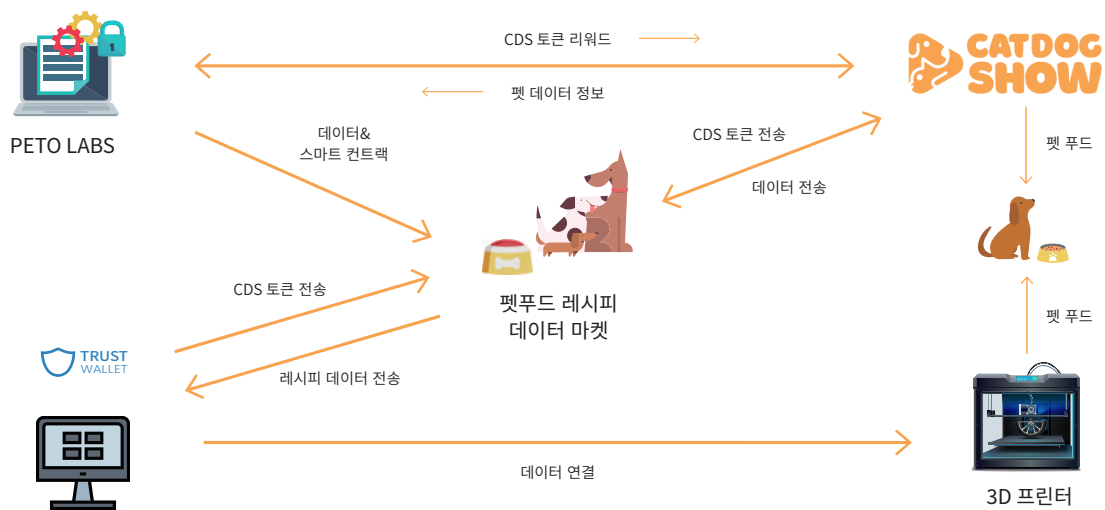 CDS 토큰 리워드
CATDOG
SHOW
펫 데이터 정보
PETO LABS
데이터&
스마트 컨트랙
CDS 토큰 전송
데이터 전송
펫 푸드
CDS 토큰 전송
펫푸드 레시피
데이터 마켓
펫 푸드
TRUST
WALLET
레시피 데이터 전송
데이터 연결
3D 프린터